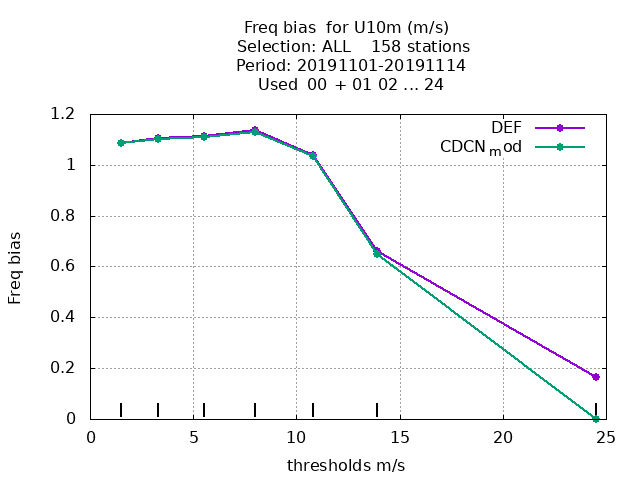 Freq bias  for U10m (m/s)
Selection: ALL    158 stations
Period: 20191101-20191114
Used  00  + 01 02 ... 24
DEF
CDCNmod
1.2
1
0.8
0.6
0.4
0.2
0
Freq bias
0 5 10 15 20 25
thresholds m/s